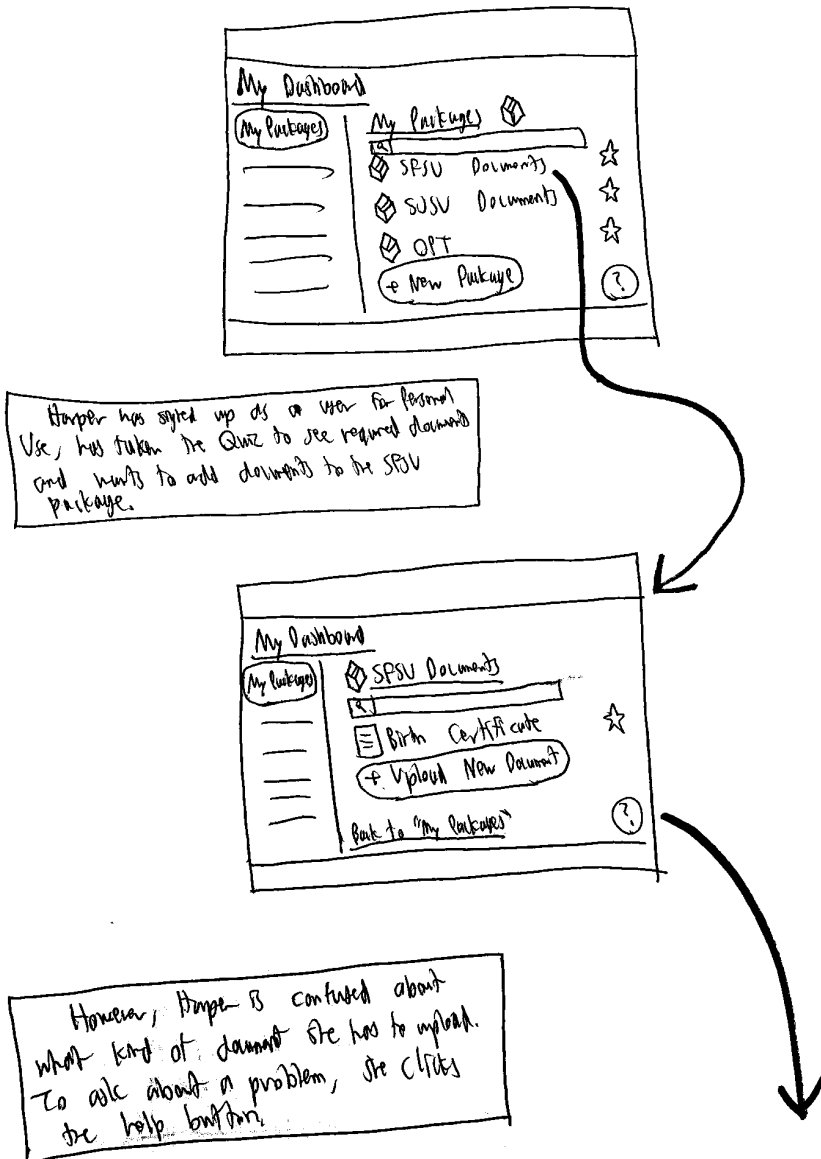 My Dashboard
My Packages
My Packages
SFSU Documents
SJSU Documents
OPT
+ New Package
?
Harper has signed up as a user for Personal
Use, has taken the Quiz to see required documents
and wants to add documents to the SFSU
package.
My Dashboard
My Packages
SFSU Documents
Birth Certificate
+ Upload New Document
Back to "My Packages"
?
However, Harper is confused about
what kind of document she has to upload.
To ask about a problem, she clicks
the help button.